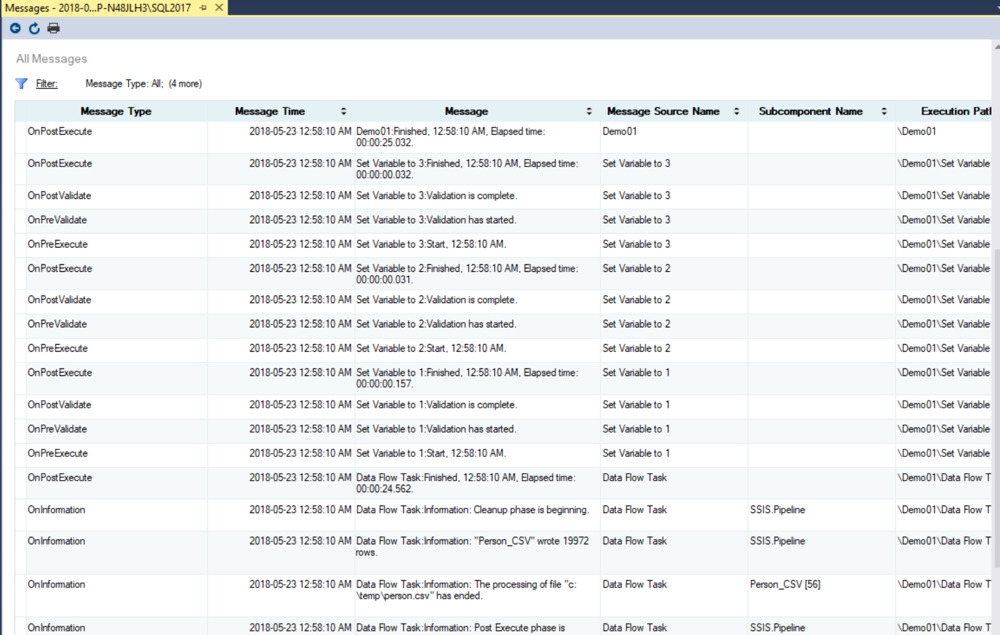 Messages - 2018-0...P-N48JLH3\SQL2017
All Messages
Filter: Message Type: All; (4 more)
Message Type Message Time Message Message Source Name Subcomponent Name Execution Path
OnPostExecute 2018-05-23 12:58:10 AM Demo01:Finished, 12:58:10 AM, Elapsed time: Demo01 \Demo01
00:00:25.032.
OnPostExecute 2018-05-23 12:58:10 AM Set Variable to 3:Finished, 12:58:10 AM, Elapsed time: Set Variable to 3 \Demo01\Set Variable
00:00:00.032.
OnPostValidate 2018-05-23 12:58:10 AM Set Variable to 3:Validation is complete. Set Variable to 3 \Demo01\Set Variable
OnPreValidate 2018-05-23 12:58:10 AM Set Variable to 3:Validation has started. Set Variable to 3 \Demo01\Set Variable
OnPreExecute 2018-05-23 12:58:10 AM Set Variable to 3:Start, 12:58:10 AM. Set Variable to 3 \Demo01\Set Variable
OnPostExecute 2018-05-23 12:58:10 AM Set Variable to 2:Finished, 12:58:10 AM, Elapsed time: Set Variable to 2 \Demo01\Set Variable
00:00:00.031.
OnPostValidate 2018-05-23 12:58:10 AM Set Variable to 2:Validation is complete. Set Variable to 2 \Demo01\Set Variable
OnPreValidate 2018-05-23 12:58:10 AM Set Variable to 2:Validation has started. Set Variable to 2 \Demo01\Set Variable
OnPreExecute 2018-05-23 12:58:10 AM Set Variable to 2:Start, 12:58:10 AM. Set Variable to 2 \Demo01\Set Variable
OnPostExecute 2018-05-23 12:58:10 AM Set Variable to 1:Finished, 12:58:10 AM, Elapsed time: Set Variable to 1 \Demo01\Set Variable
00:00:00.157.
OnPostValidate 2018-05-23 12:58:10 AM Set Variable to 1:Validation is complete. Set Variable to 1 \Demo01\Set Variable
OnPreValidate 2018-05-23 12:58:10 AM Set Variable to 1:Validation has started. Set Variable to 1 \Demo01\Set Variable
OnPreExecute 2018-05-23 12:58:10 AM Set Variable to 1:Start, 12:58:10 AM. Set Variable to 1 \Demo01\Set Variable
OnPostExecute 2018-05-23 12:58:10 AM Data Flow Task:Finished, 12:58:10 AM, Elapsed time: Data Flow Task \Demo01\Data Flow T
00:00:24.562.
OnInformation 2018-05-23 12:58:10 AM Data Flow Task:Information: Cleanup phase is beginning. Data Flow Task SSIS.Pipeline \Demo01\Data Flow T
OnInformation 2018-05-23 12:58:10 AM Data Flow Task:Information: "Person_CSV" wrote 19972 Data Flow Task SSIS.Pipeline \Demo01\Data Flow T
rows.
OnInformation 2018-05-23 12:58:10 AM Data Flow Task:Information: The processing of file "c: Data Flow Task Person_CSV [56] \Demo01\Data Flow T
\temp\person.csv" has ended.
OnInformation 2018-05-23 12:58:10 AM Data Flow Task:Information: Post Execute phase is Data Flow Task SSIS.Pipeline \Demo01\Data Flow T